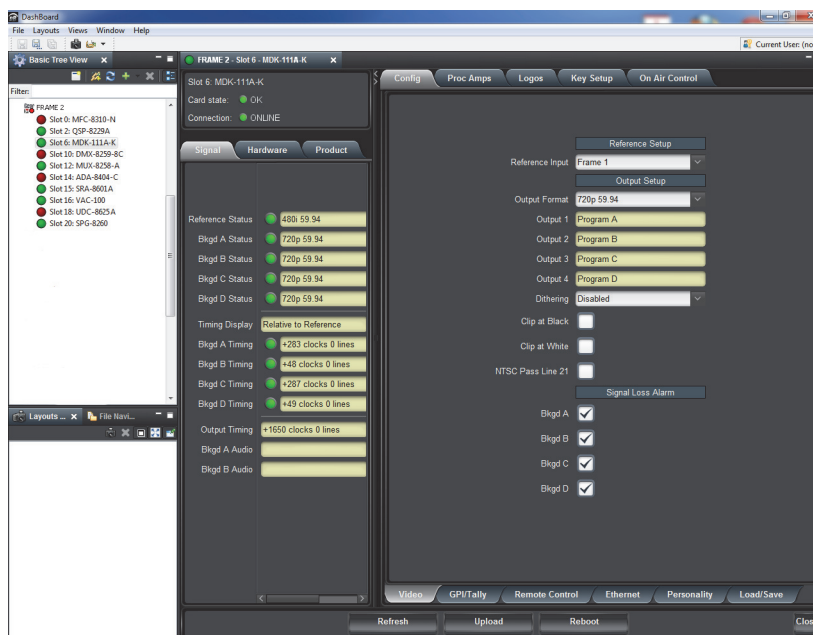 DashBoard
File Layouts Views Window Help
Current User: (no
Basic Tree View
Filter:
FRAME 2
Slot 0: MFC-8310-N
Slot 2: QSP-8229A
Slot 6: MDK-111A-K
Slot 10: DMX-8259-8C
Slot 12: MUX-8258-A
Slot 14: ADA-8404-C
Slot 15: SRA-8601A
Slot 16: VAC-100
Slot 18: UDC-8625A
Slot 20: SPG-8260
Layouts ...
File Navi...
FRAME 2 - Slot 6 - MDK-111A-K
Slot 6: MDK-111A-K
Card state: OK
Connection: ONLINE
Signal Hardware Product
Reference Status 480i 59.94
Bkgd A Status 720p 59.94
Bkgd B Status 720p 59.94
Bkgd C Status 720p 59.94
Bkgd D Status 720p 59.94
Timing Display Relative to Reference
Bkgd A Timing +283 clocks 0 lines
Bkgd B Timing +48 clocks 0 lines
Bkgd C Timing +287 clocks 0 lines
Bkgd D Timing +49 clocks 0 lines
Output Timing +1650 clocks 0 lines
Bkgd A Audio
Bkgd B Audio
Config Proc Amps Logos Key Setup On Air Control
Reference Setup
Reference Input Frame 1
Output Setup
Output Format 720p 59.94
Output 1 Program A
Output 2 Program B
Output 3 Program C
Output 4 Program D
Dithering Disabled
Clip at Black
Clip at White
NTSC Pass Line 21
Signal Loss Alarm
Bkgd A
Bkgd B
Bkgd C
Bkgd D
Video GPI/Tally Remote Control Ethernet Personality Load/Save
Refresh Upload Reboot Clos